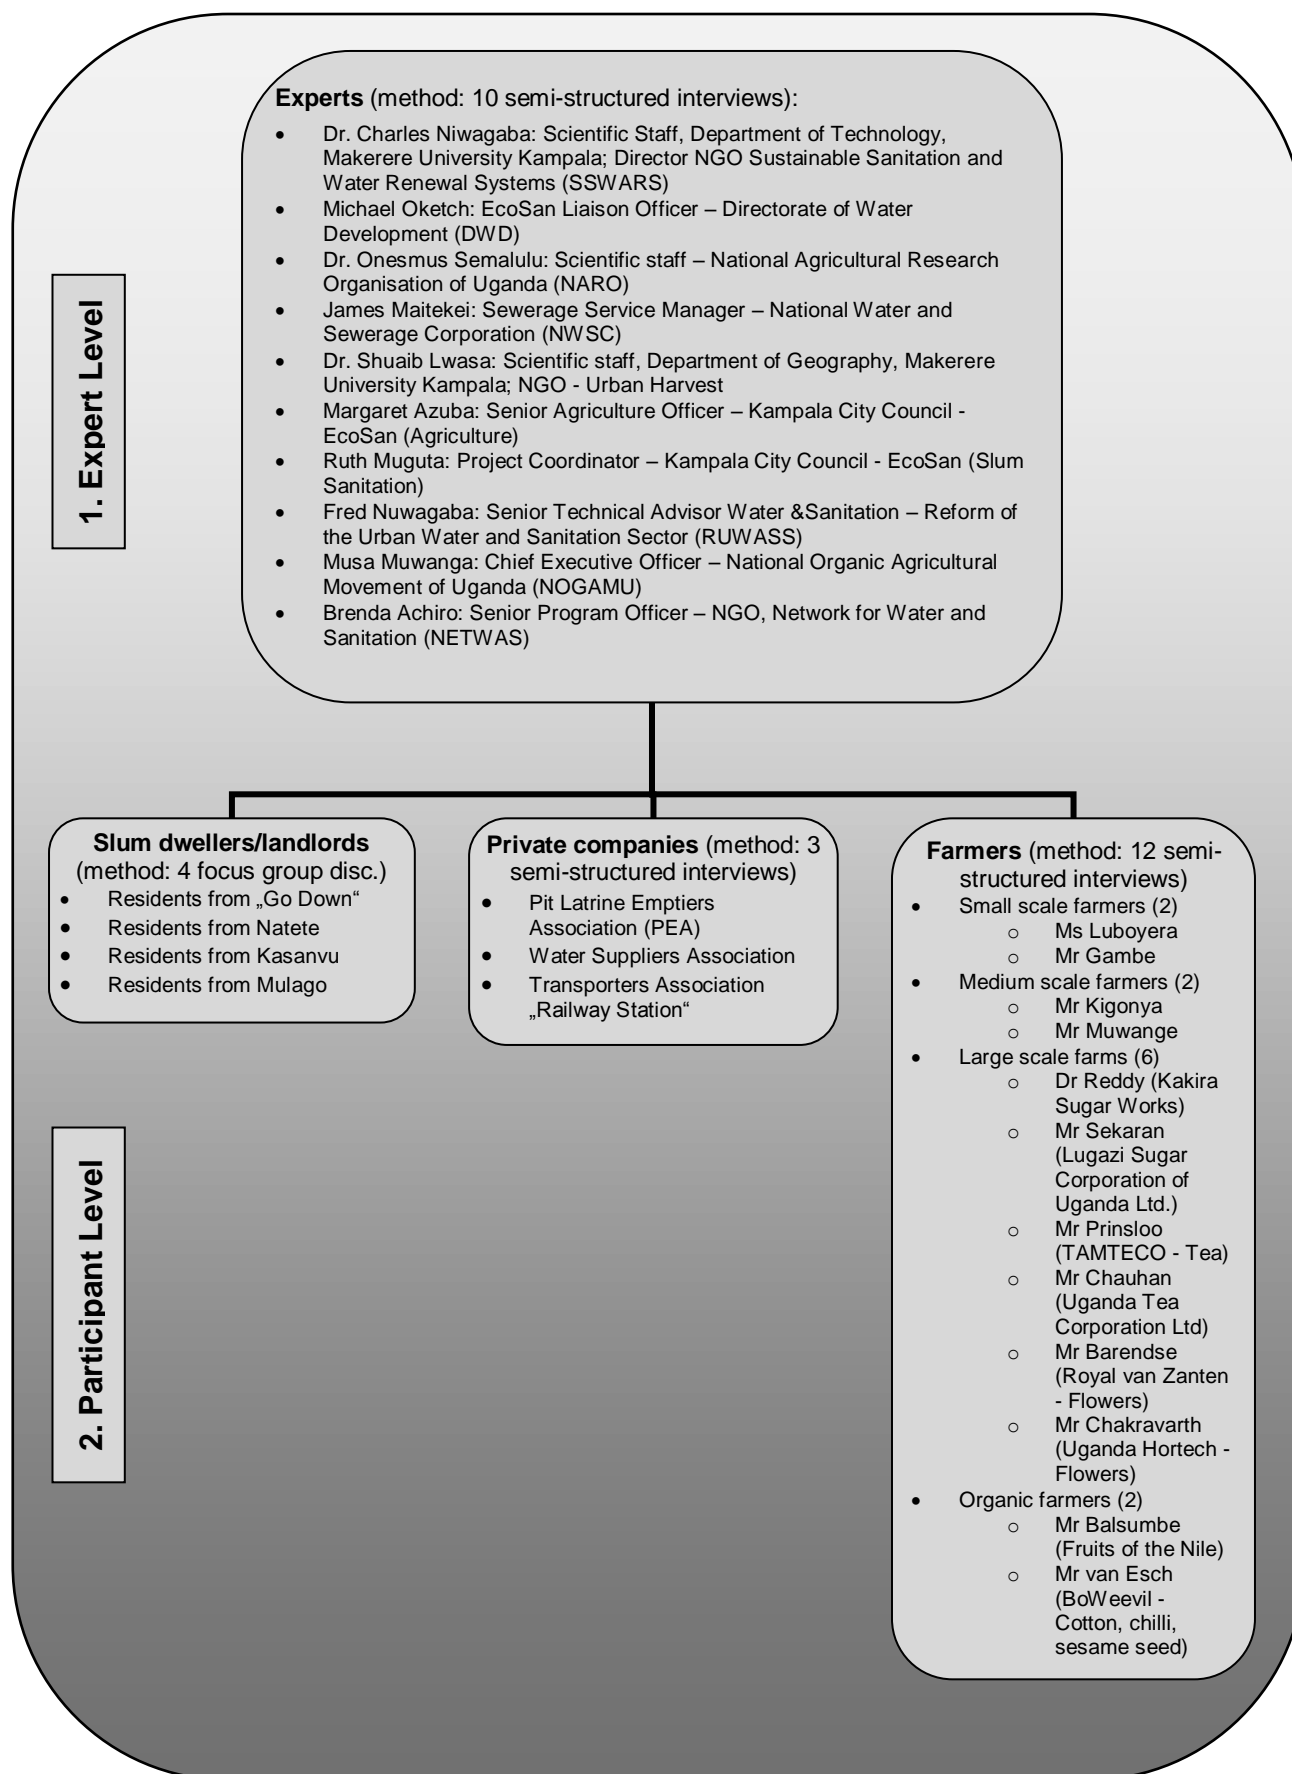 Experts (method: 10 semi-structured interviews):
• Dr. Charles Niwagaba: Scientific Staff, Department of Technology,
Makerere University Kampala; Director NGO Sustainable Sanitation and
Water Renewal Systems (SSWARS)
• Michael Oketch: EcoSan Liaison Officer – Directorate of Water
Development (DWD)
• Dr. Onesmus Semalulu: Scientific staff – National Agricultural Research
Organisation of Uganda (NARO)
• James Maitekei: Sewerage Service Manager – National Water and
Sewerage Corporation (NWSC)
• Dr. Shuaib Lwasa: Scientific staff, Department of Geography, Makerere
University Kampala; NGO - Urban Harvest
• Margaret Azuba: Senior Agriculture Officer – Kampala City Council -
EcoSan (Agriculture)
• Ruth Muguta: Project Coordinator – Kampala City Council - EcoSan (Slum
Sanitation)
• Fred Nuwagaba: Senior Technical Advisor Water &Sanitation – Reform of
the Urban Water and Sanitation Sector (RUWASS)
• Musa Muwanga: Chief Executive Officer – National Organic Agricultural
Movement of Uganda (NOGAMU)
• Brenda Achiro: Senior Program Officer – NGO, Network for Water and
Sanitation (NETWAS)
1. Expert Level
Slum dwellers/landlords
(method: 4 focus group disc.)
• Residents from „Go Down“
• Residents from Natete
• Residents from Kasanvu
• Residents from Mulago
Private companies (method: 3
semi-structured interviews)
• Pit Latrine Emptiers
Association (PEA)
• Water Suppliers Association
• Transporters Association
„Railway Station“
Farmers (method: 12 semi-
structured interviews)
• Small scale farmers (2)
o Ms Luboyera
o Mr Gambe
• Medium scale farmers (2)
o Mr Kigonya
o Mr Muwange
• Large scale farms (6)
o Dr Reddy (Kakira
Sugar Works)
o Mr Sekaran
(Lugazi Sugar
Corporation of
Uganda Ltd.)
o Mr Prinsloo
(TAMTECO - Tea)
o Mr Chauhan
(Uganda Tea
Corporation Ltd)
o Mr Barendse
(Royal van Zanten
- Flowers)
o Mr Chakravarth
(Uganda Hortech -
Flowers)
• Organic farmers (2)
o Mr Balsumbe
(Fruits of the Nile)
o Mr van Esch
(BoWeevil -
Cotton, chilli,
sesame seed)
2. Participant Level